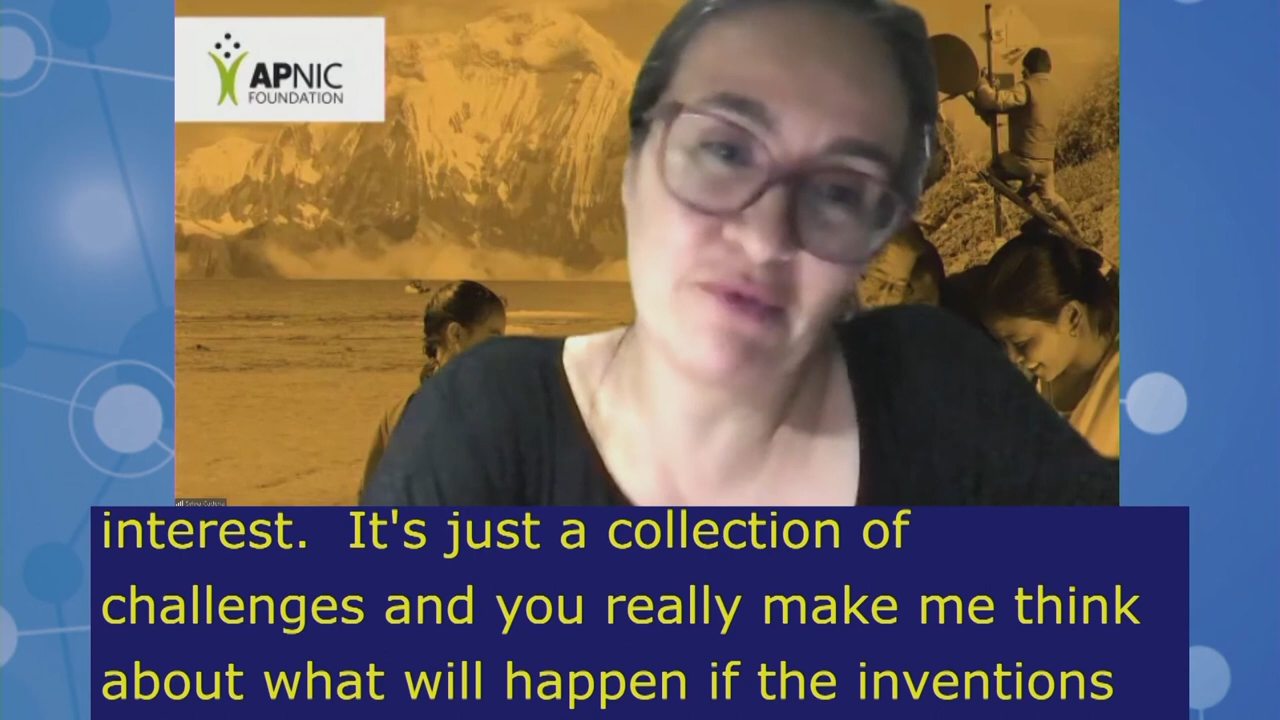 APNIC
FOUNDATION
interest.  It's just a collection of
challenges and you really make me think
about what will happen if the inventions